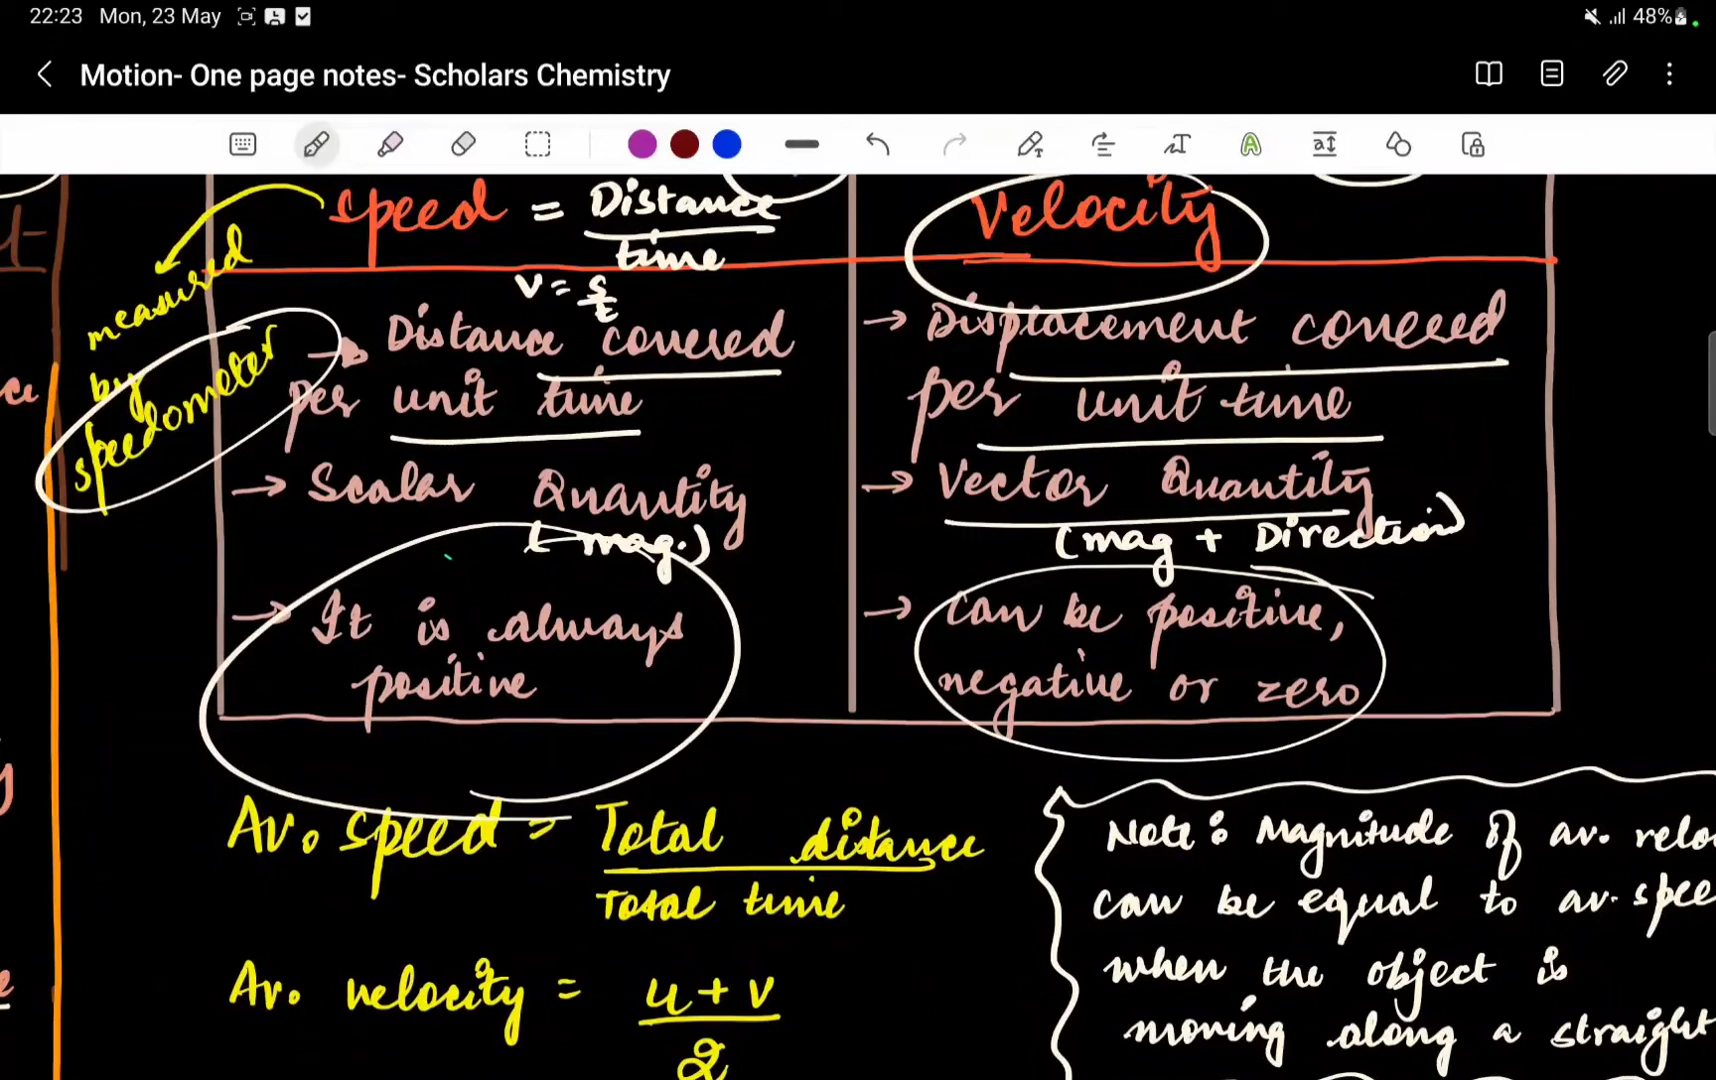 22:23 Mon, 23 May
48%
Motion- One page notes- Scholars Chemistry
speed = Distance
time
v = s
t
Velocity
measured
by
speedometer
→ Distance covered
per unit time
→ Scalar Quantity
(mag.)
→ It is always
positive
→ Displacement covered
per unit time
→ Vector Quantity
(mag + Direction)
→ can be positive,
negative or zero
Av. speed = Total distance
Total time
Av. velocity = u + v
2
Note: Magnitude of av. velo
can be equal to av. spee
when the object is
moving along a straight